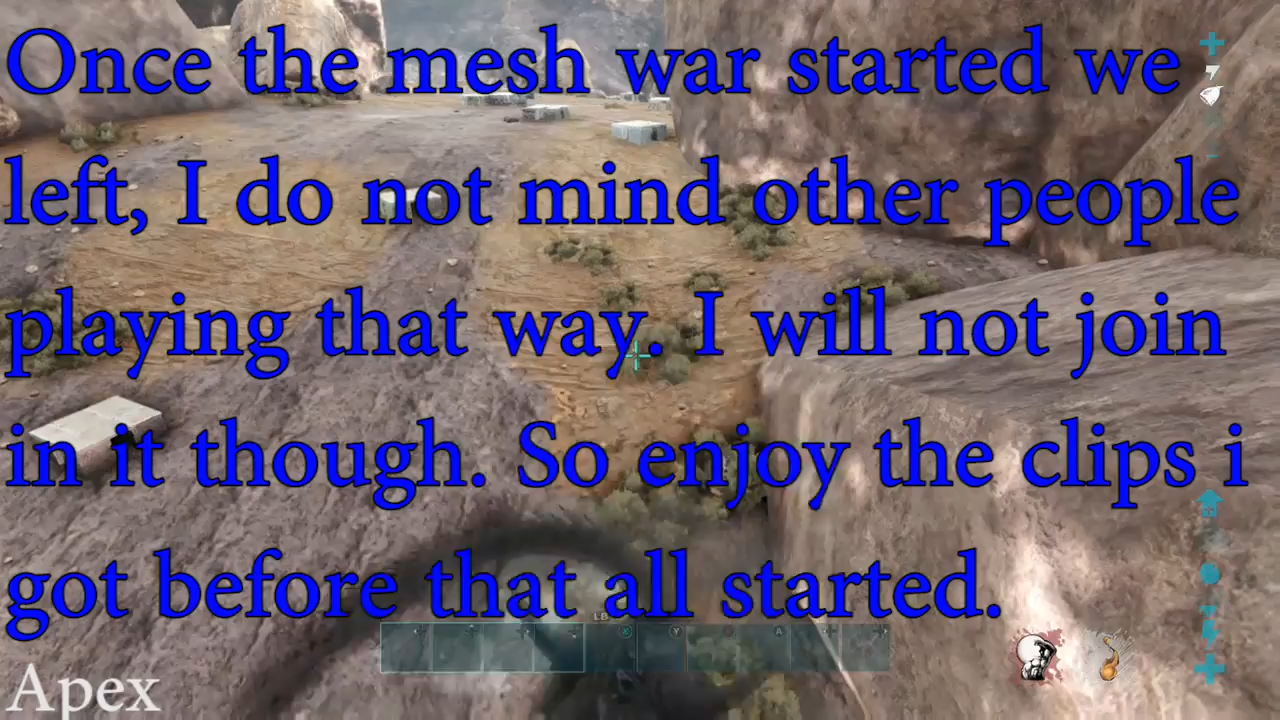 Once the mesh war started we
left, I do not mind other people
playing that way. I will not join
in it though. So enjoy the clips i
got before that all started.
LB
X
Y
A
Apex